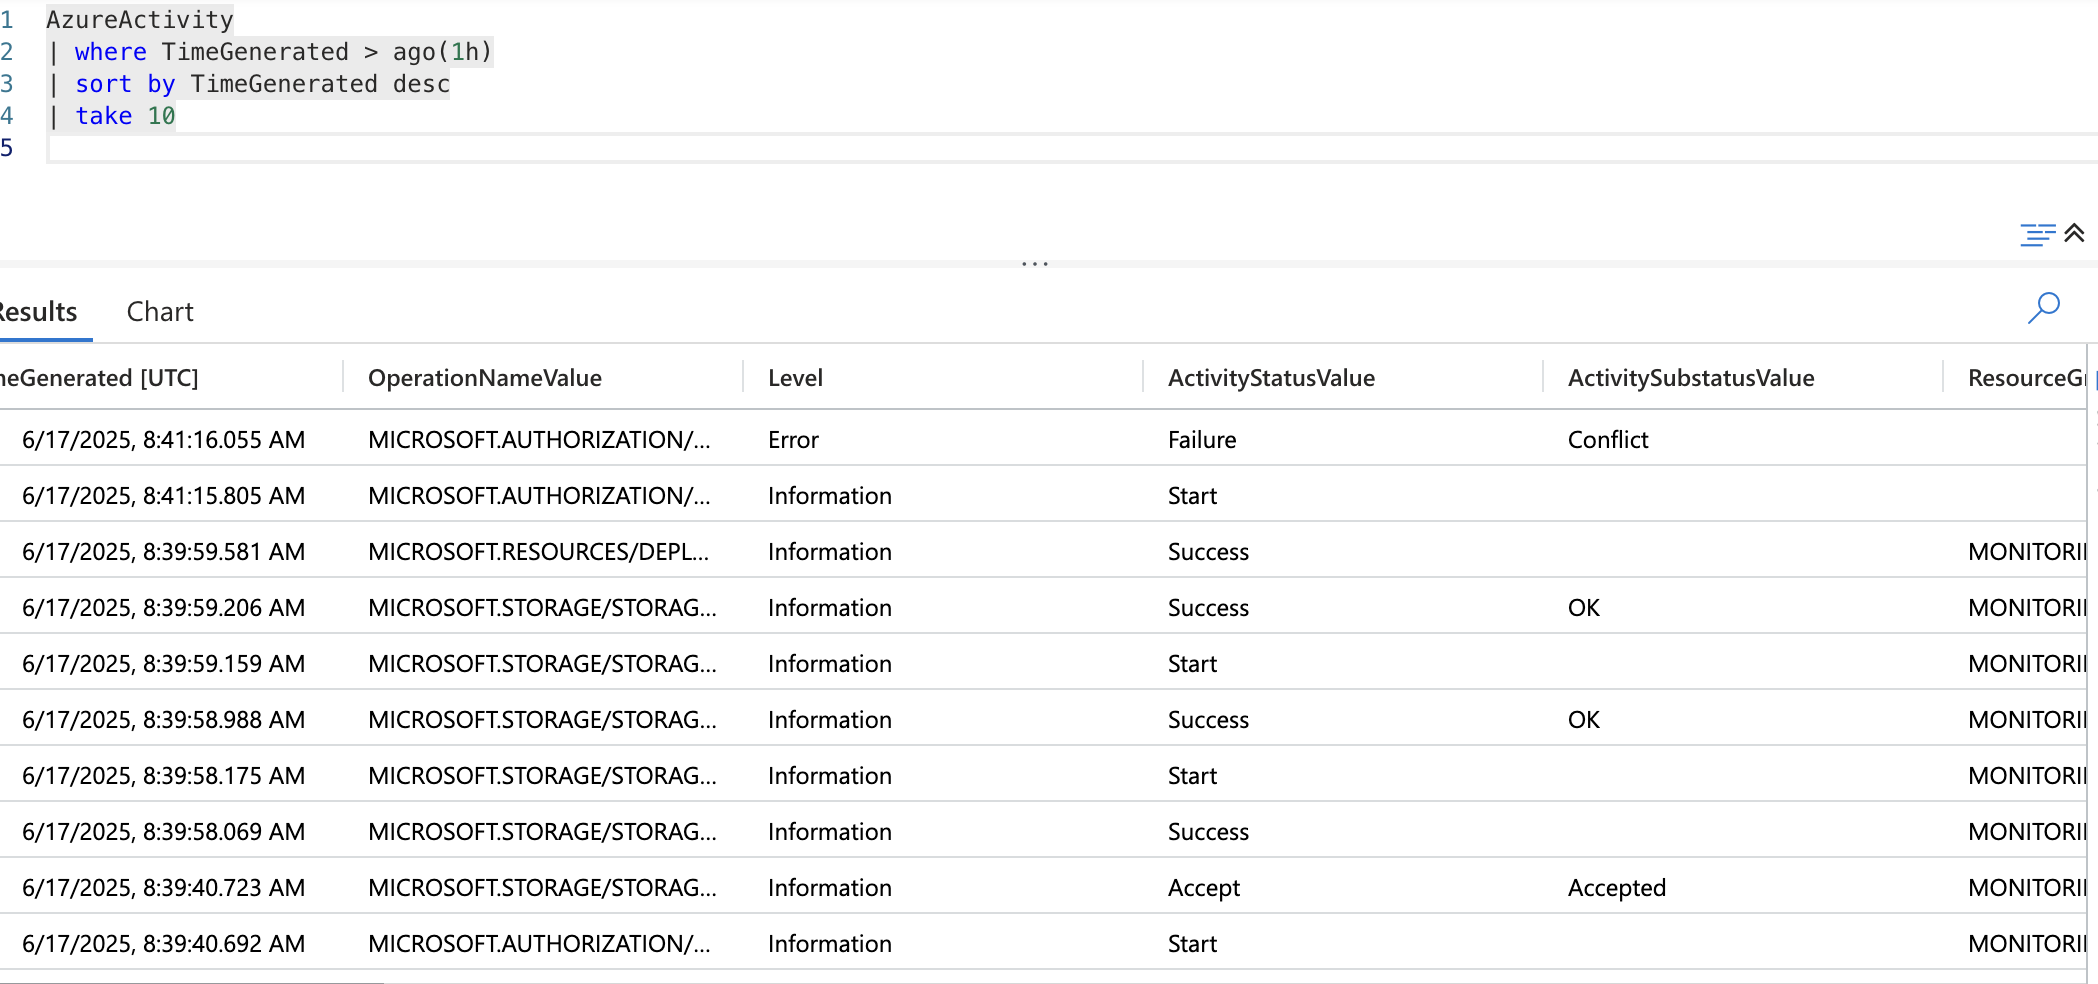 1 AzureActivity
2 | where TimeGenerated > ago(1h)
3 | sort by TimeGenerated desc
4 | take 10
5
...
Results Chart
meGenerated [UTC] OperationNameValue Level ActivityStatusValue ActivitySubstatusValue ResourceGr
6/17/2025, 8:41:16.055 AM MICROSOFT.AUTHORIZATION/... Error Failure Conflict
6/17/2025, 8:41:15.805 AM MICROSOFT.AUTHORIZATION/... Information Start
6/17/2025, 8:39:59.581 AM MICROSOFT.RESOURCES/DEPL... Information Success MONITORI
6/17/2025, 8:39:59.206 AM MICROSOFT.STORAGE/STORAG... Information Success OK MONITORI
6/17/2025, 8:39:59.159 AM MICROSOFT.STORAGE/STORAG... Information Start MONITORI
6/17/2025, 8:39:58.988 AM MICROSOFT.STORAGE/STORAG... Information Success OK MONITORI
6/17/2025, 8:39:58.175 AM MICROSOFT.STORAGE/STORAG... Information Start MONITORI
6/17/2025, 8:39:58.069 AM MICROSOFT.STORAGE/STORAG... Information Success MONITORI
6/17/2025, 8:39:40.723 AM MICROSOFT.STORAGE/STORAG... Information Accept Accepted MONITORI
6/17/2025, 8:39:40.692 AM MICROSOFT.AUTHORIZATION/... Information Start MONITORI